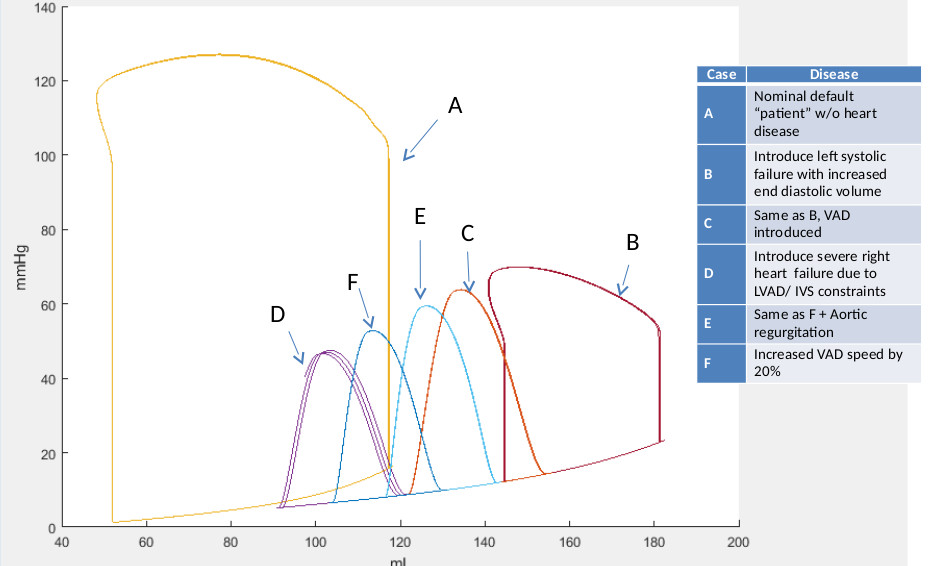 140
120
100
80
60
40
20
0
mmHg
40 60 80 100 120 140 160 180 200
ml
A
B
C
D
E
F
Case Disease
A Nominal default
“patient” w/o heart
disease
B Introduce left systolic
failure with increased
end diastolic volume
C Same as B, VAD
introduced
D Introduce severe right
heart failure due to
LVAD/ IVS constraints
E Same as F + Aortic
regurgitation
F Increased VAD speed by
20%